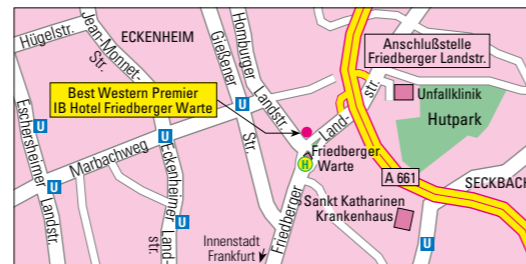 Hügelstr.
Jean-Monnet-
Str.
ECKENHEIM
Gießener
Str.
Homburger
Landstr.
Anschlußstelle
Friedberger Landstr.
Best Western Premier
IB Hotel Friedberger Warte
U
Unfallklinik
Hutpark
Land-
str.
Eschersheimer
Landstr.
U
Marbachweg
U
U
Eckenheimer
Land-
str.
U
Friedberger
Warte
H
A 661
SECKBACH
Sankt Katharinen
Krankenhaus
Friedberger
Innenstadt
Frankfurt
U
U